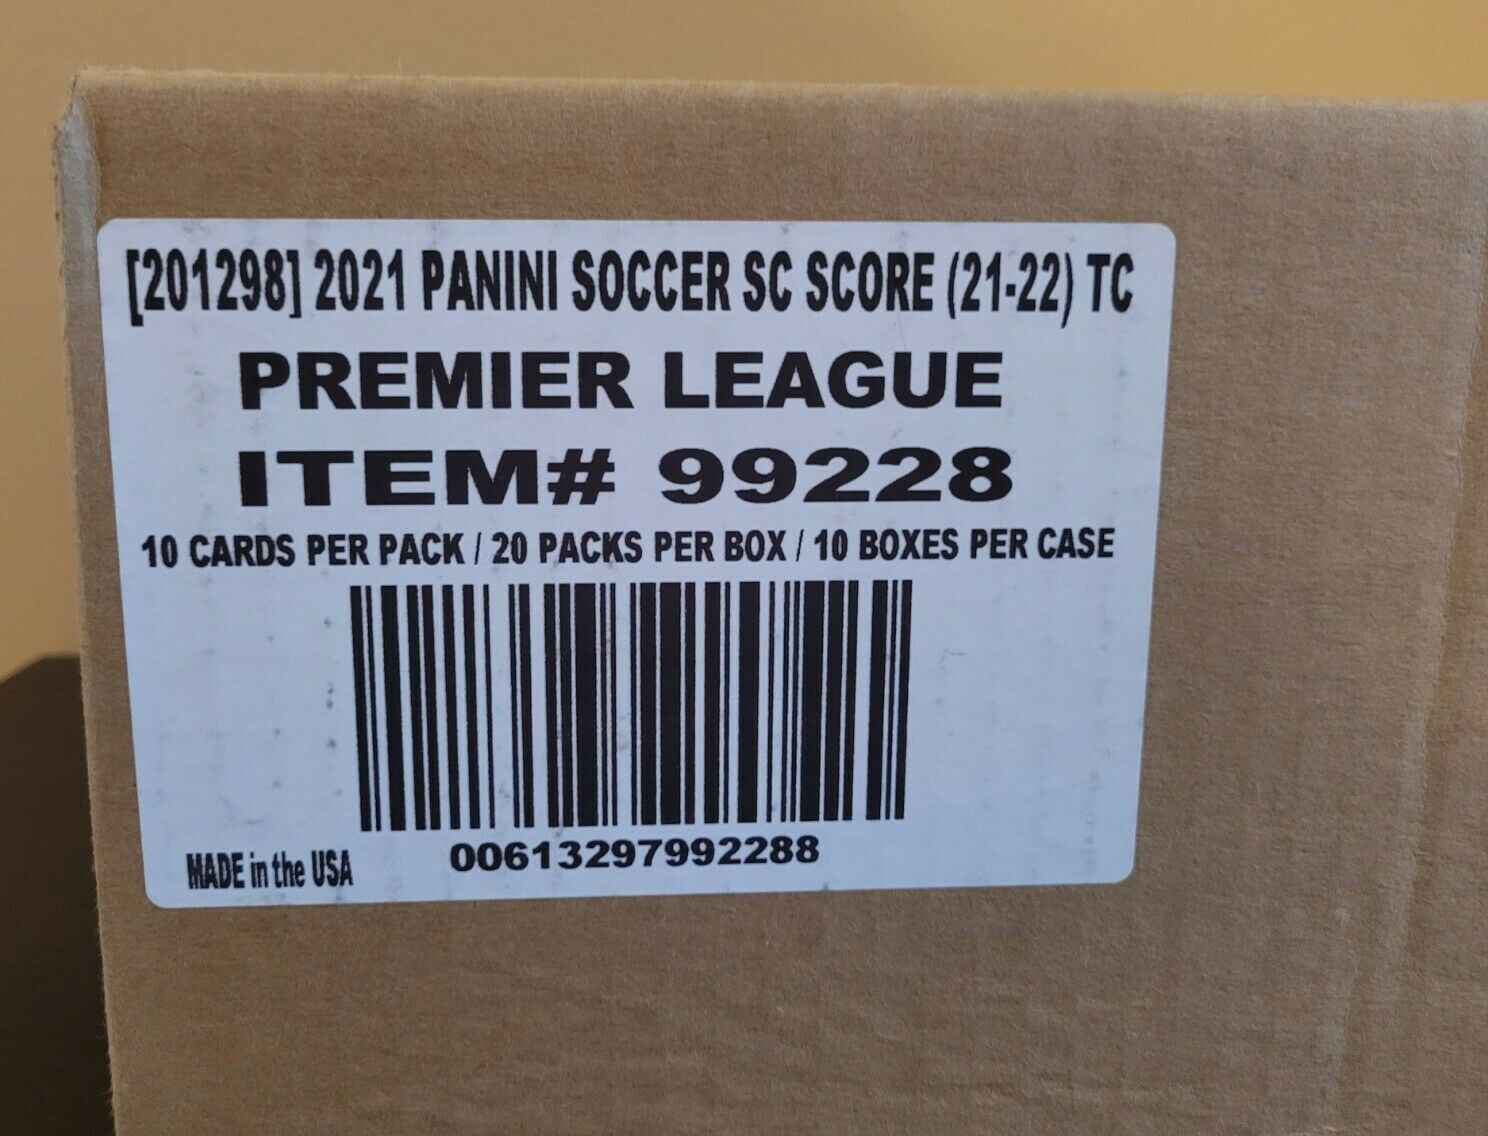 [201298] 2021 PANINI SOCCER SC SCORE (21-22) TC
PREMIER LEAGUE
ITEM# 99228
10 CARDS PER PACK / 20 PACKS PER BOX / 10 BOXES PER CASE
00613297992288
MADE in the USA